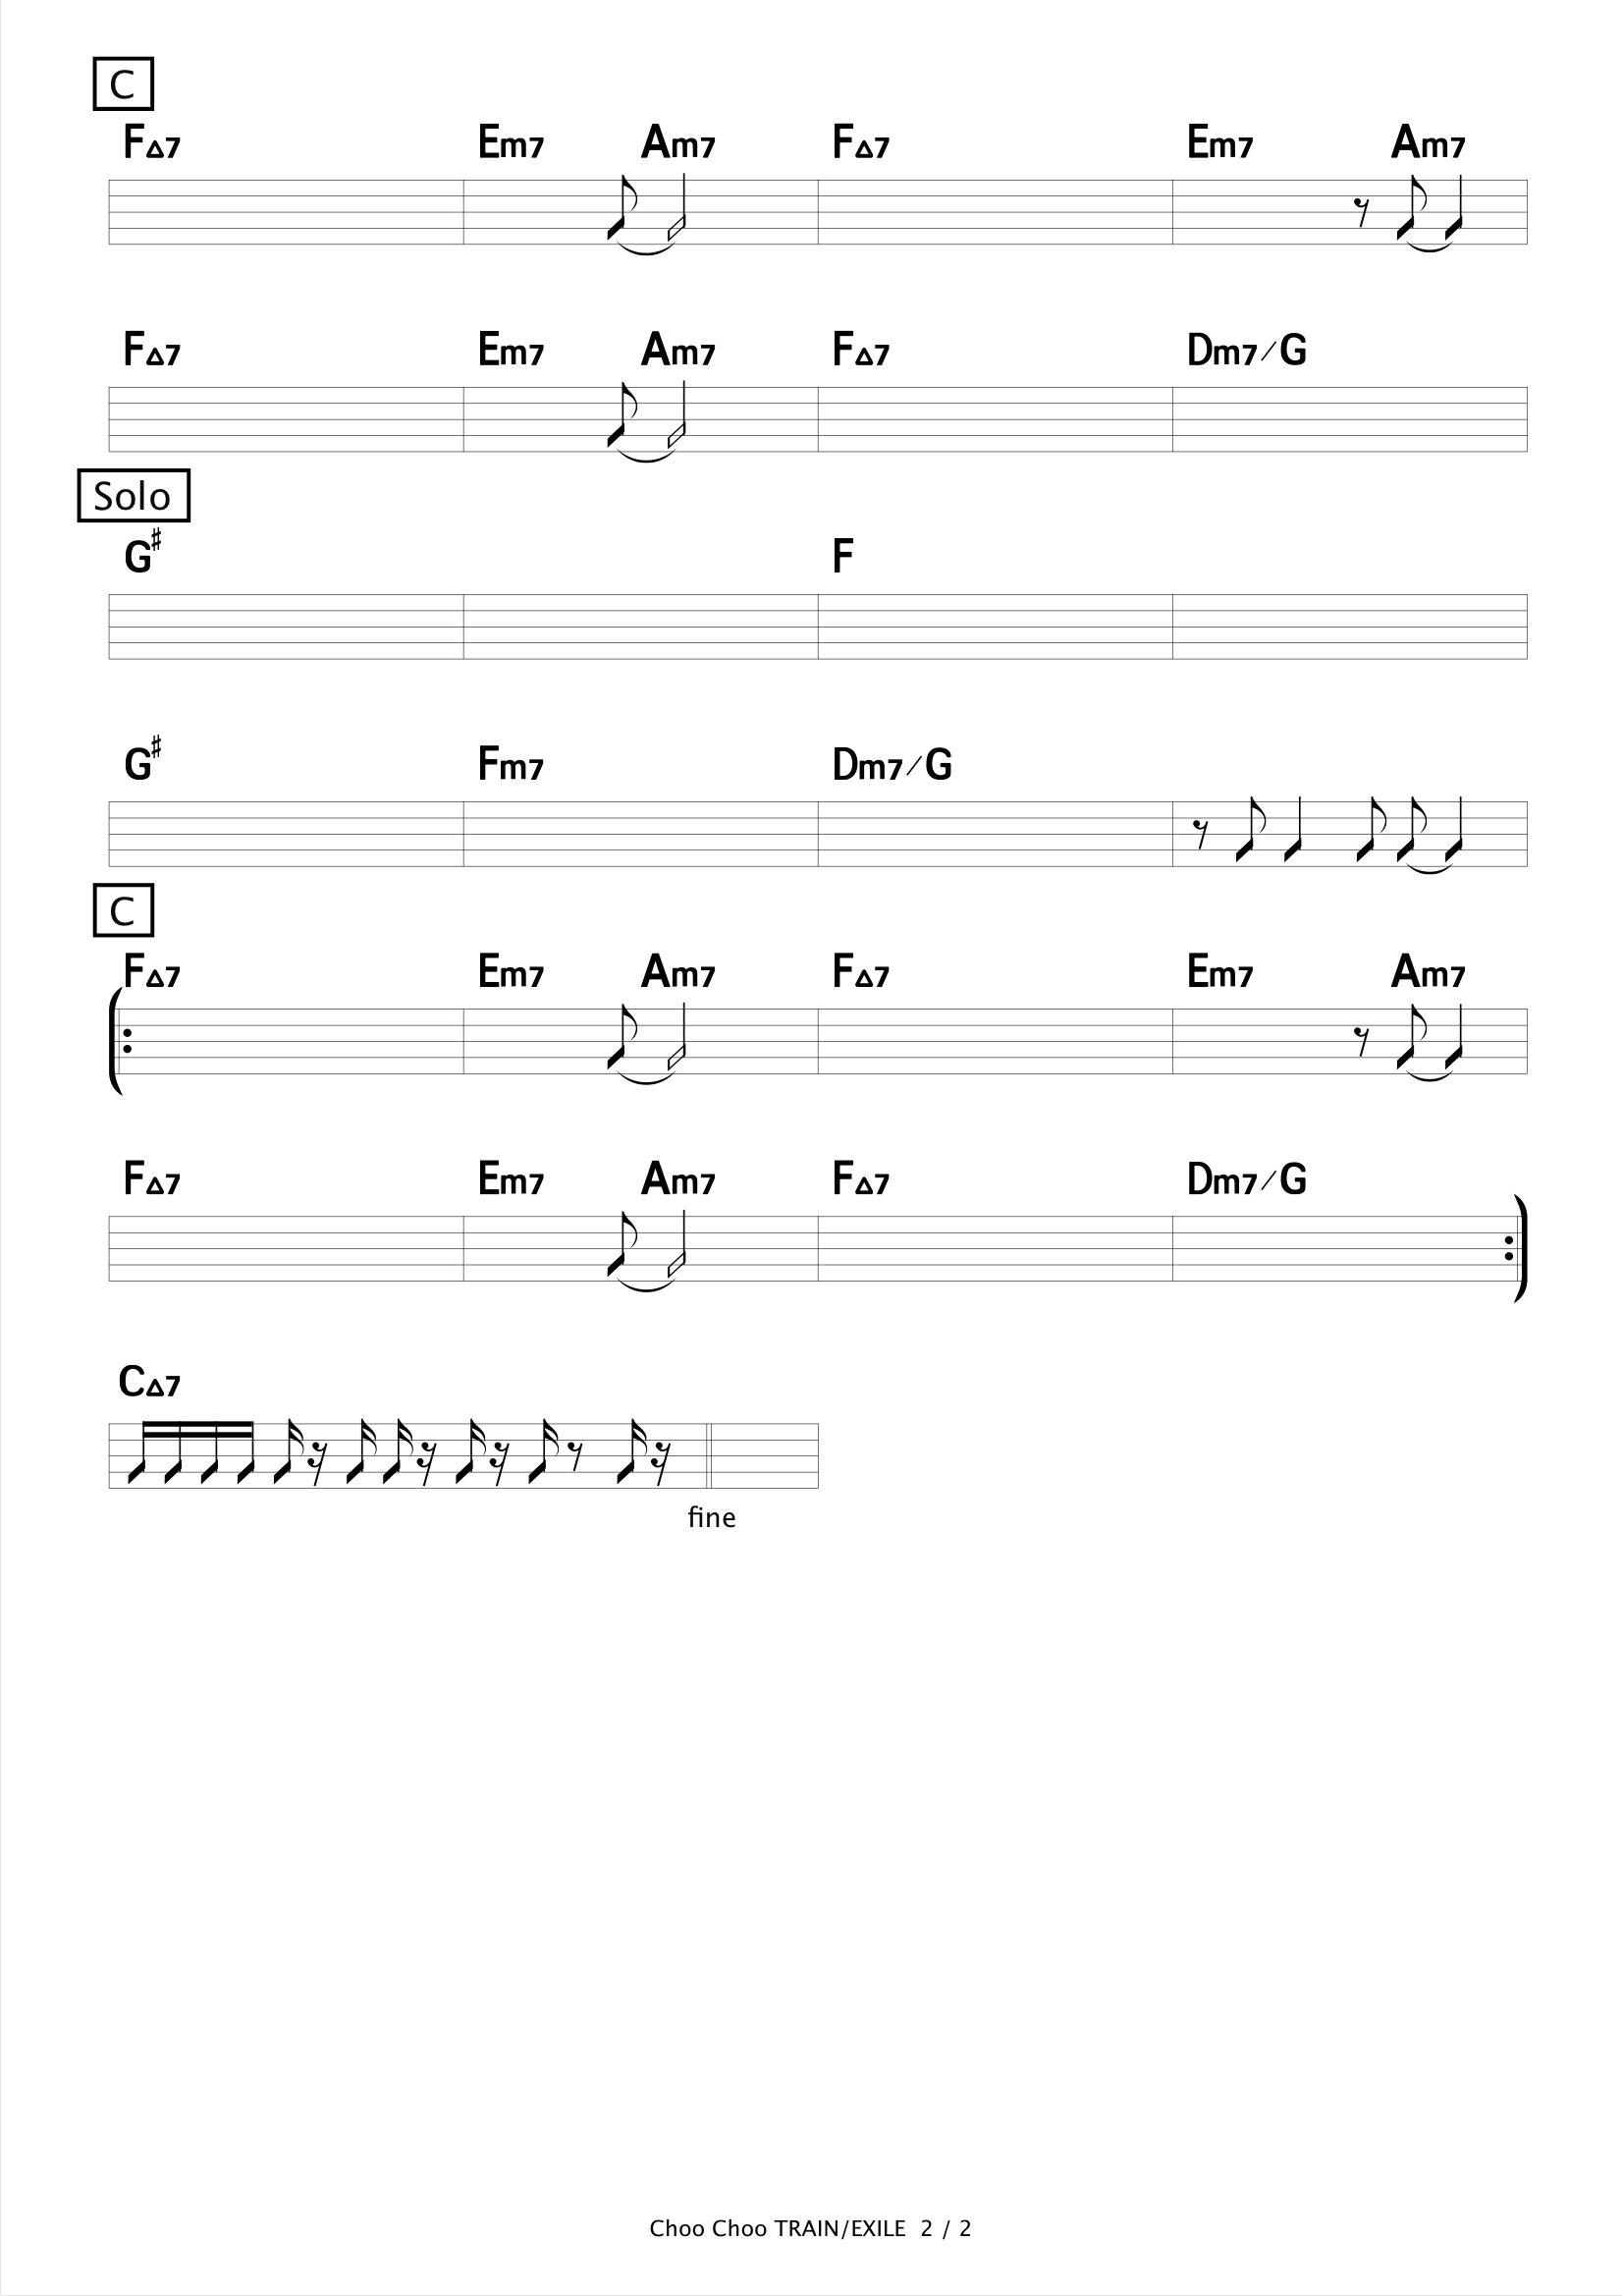 C
F△7 Em7 Am7 F△7 Em7 Am7
F△7 Em7 Am7 F△7 Dm7/G
Solo
G♯ F
G♯ Fm7 Dm7/G
C
F△7 Em7 Am7 F△7 Em7 Am7
F△7 Em7 Am7 F△7 Dm7/G
C△7
fine
Choo Choo TRAIN/EXILE 2 / 2